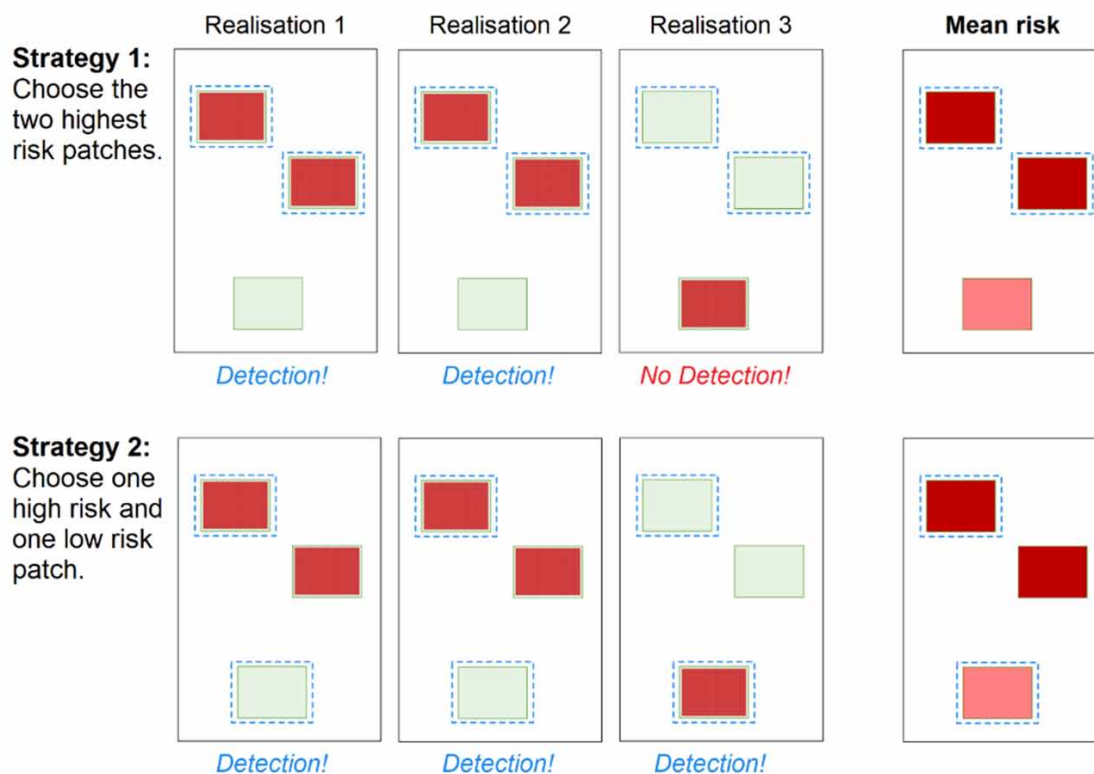 Realisation 1
Realisation 2
Realisation 3
Mean risk
Strategy 1:
Choose the
two highest
risk patches.
Detection!
Detection!
No Detection!
Strategy 2:
Choose one
high risk and
one low risk
patch.
Detection!
Detection!
Detection!